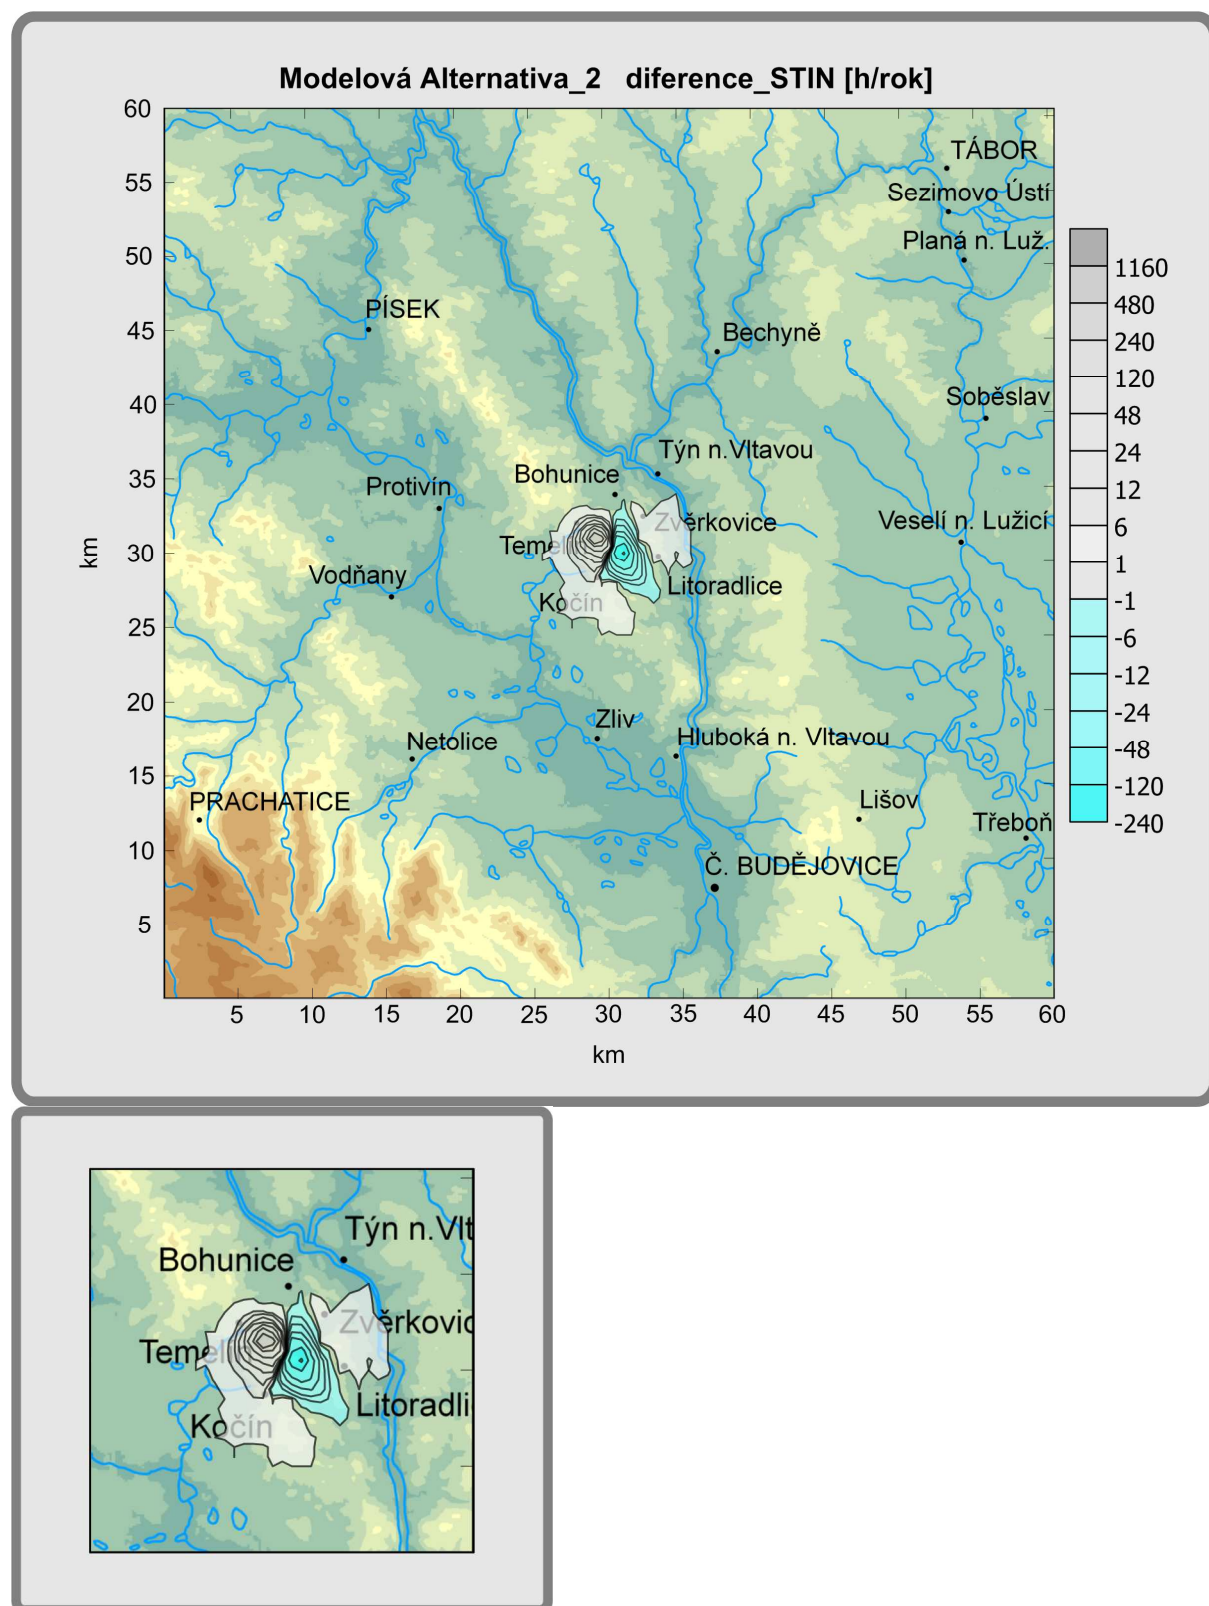 Modelová Alternativa_2 diference_STIN [h/rok]
60
55
50
45
40
35
30
25
20
15
10
5
km
TÁBOR
Sezimovo Ústí
Planá n. Luž.
PÍSEK
Bechyně
Soběslav
Týn n.Vltavou
Bohunice
Protivín
Zvěrkovice
Veselí n. Lužicí
Temelín
Vodňany
Litoradlice
Kočín
Zliv
Hluboká n. Vltavou
Netolice
PRACHATICE
Lišov
Třeboň
Č. BUDĚJOVICE
5 10 15 20 25 30 35 40 45 50 55 60
km
1160
480
240
120
48
24
12
6
1
-1
-6
-12
-24
-48
-120
-240
Týn n.Vlt
Bohunice
Zvěrkovic
Temelín
Litoradli
Kočín